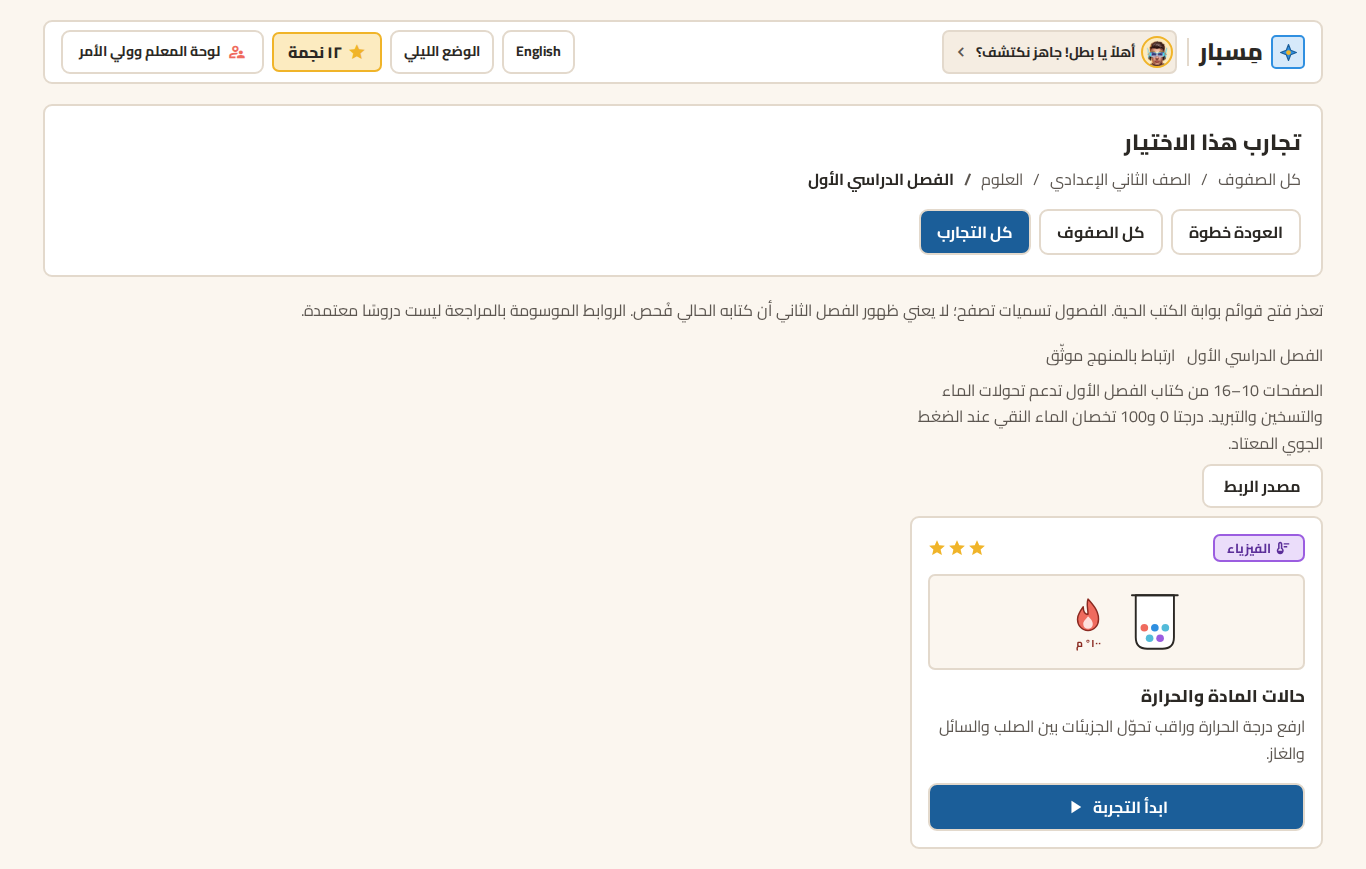 مِسبار
أهلاً يا بطل! جاهز نكتشف؟
English
الوضع الليلي
١٢ نجمة
لوحة المعلم وولي الأمر
تجارب هذا الاختيار
كل الصفوف / الصف الثاني الإعدادي / العلوم / الفصل الدراسي الأول
العودة خطوة
كل الصفوف
كل التجارب
تعذر فتح قوائم بوابة الكتب الحية. الفصول تسميات تصفح؛ لا يعني ظهور الفصل الثاني أن كتابه الحالي فُحص. الروابط الموسومة بالمراجعة ليست دروسًا معتمدة.
الفصل الدراسي الأول ارتباط بالمنهج موثّق
الصفحات 10–16 من كتاب الفصل الأول تدعم تحولات الماء
والتسخين والتبريد. درجتا 0 و100 تخصان الماء النقي عند الضغط
الجوي المعتاد.
مصدر الربط
الفيزياء
١٠٠° م
حالات المادة والحرارة
ارفع درجة الحرارة وراقب تحوّل الجزيئات بين الصلب والسائل
والغاز.
ابدأ التجربة